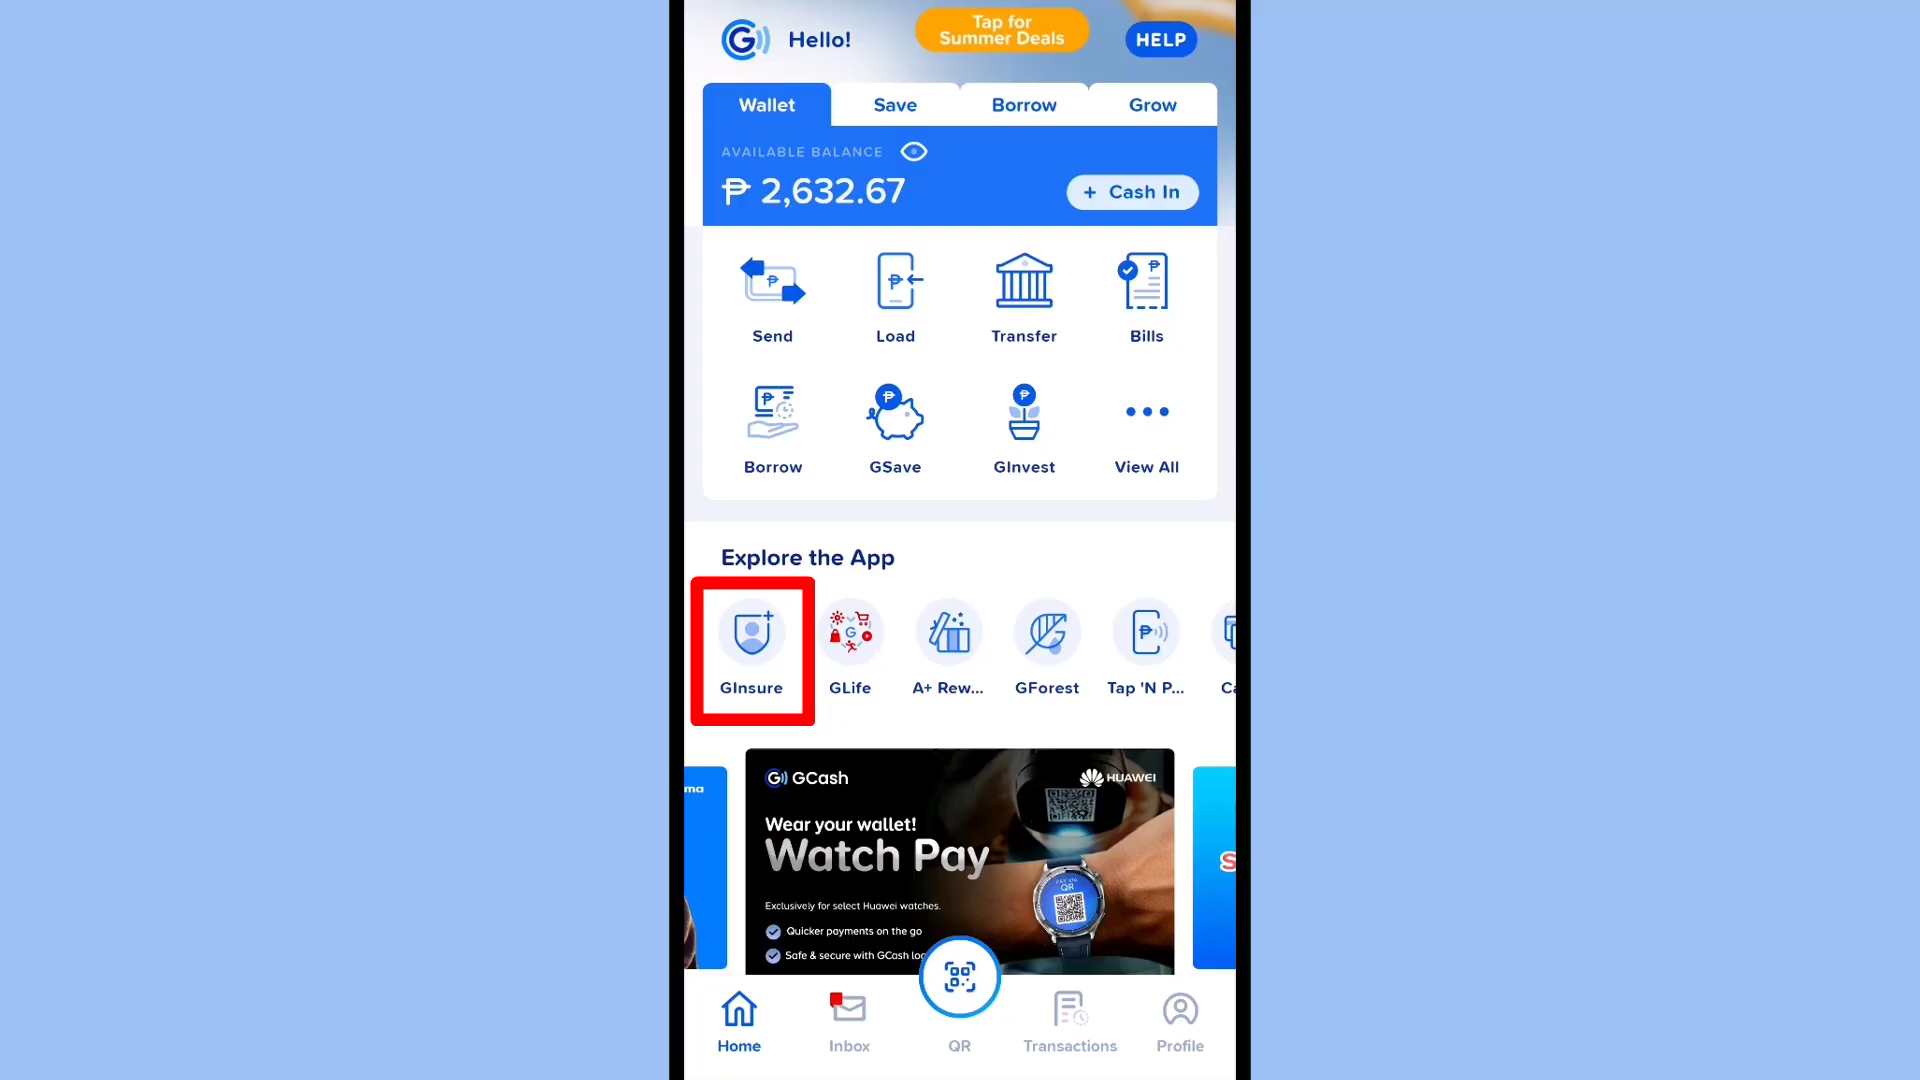 Hello!
Tap for
Summer Deals
HELP
Wallet
Save
Borrow
Grow
AVAILABLE BALANCE
₱ 2,632.67
+ Cash In
Send
Load
Transfer
Bills
Borrow
GSave
GInvest
View All
Explore the App
GInsure
GLife
A+ Rew...
GForest
Tap 'N P...
GCash
HUAWEI
Wear your wallet!
Watch Pay
Exclusively for select Huawei watches.
Quicker payments on the go
Safe & secure with GCash
QR
Home
Inbox
QR
Transactions
Profile